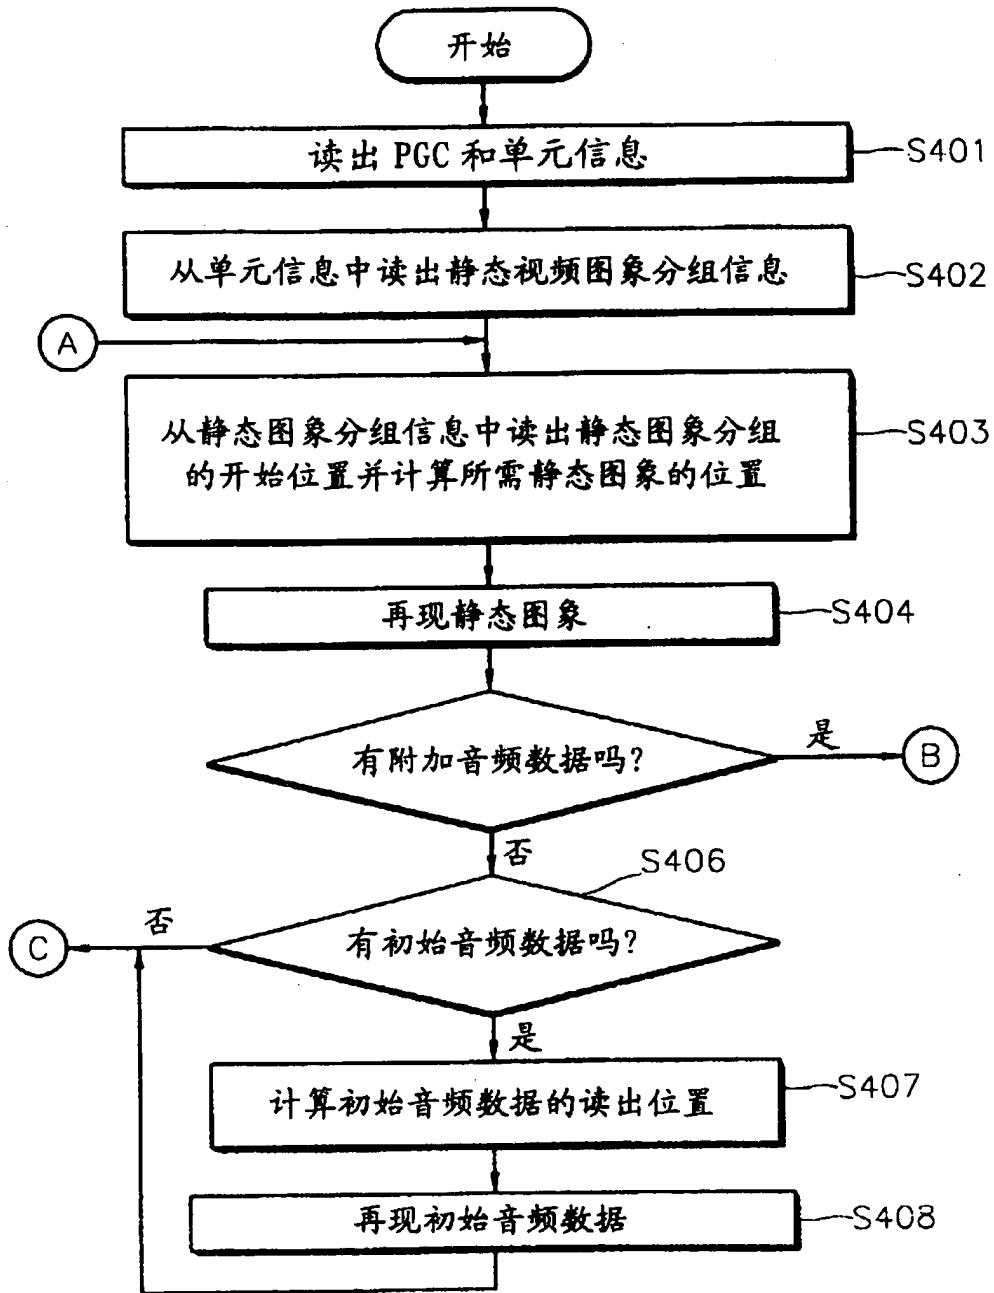 开始
读出 PGC 和单元信息
S401
从单元信息中读出静态视频图象分组信息
S402
A
从静态图象分组信息中读出静态图象分组
的开始位置并计算所需静态图象的位置
S403
再现静态图象
S404
有附加音频数据吗?
是
B
否
S406
有初始音频数据吗?
否
C
是
计算初始音频数据的读出位置
S407
再现初始音频数据
S408